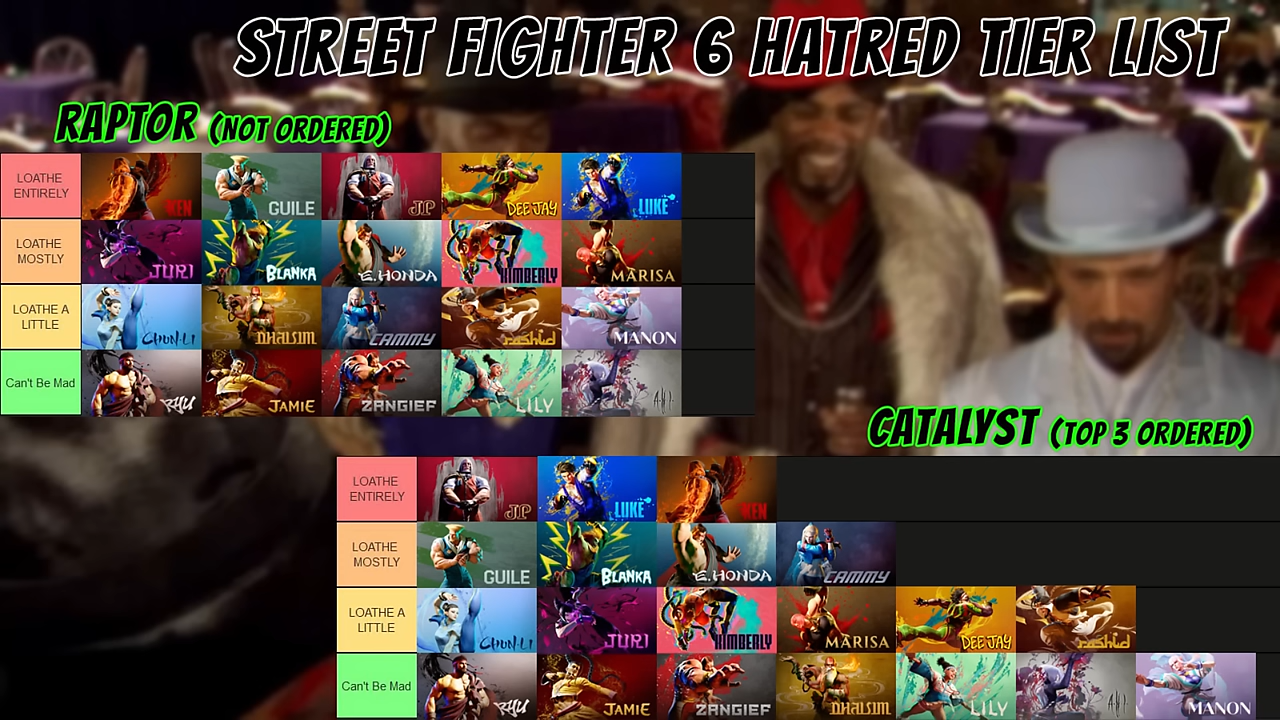 STREET FIGHTER 6 HATRED TIER LIST
RAPTOR (NOT ORDERED)
LOATHE
ENTIRELY
KEN GUILE JP DEE JAY LUKE
LOATHE
MOSTLY
JURI BLANKA E.HONDA KIMBERLY MARISA
LOATHE A
LITTLE
CHUN-LI DHALSIM CAMMY rashid MANON
Can't Be Mad
RYU JAMIE ZANGIEF LILY A.K.I.
CATALYST (TOP 3 ORDERED)
LOATHE
ENTIRELY
JP LUKE KEN
LOATHE
MOSTLY
GUILE BLANKA E.HONDA CAMMY
LOATHE A
LITTLE
CHUN-LI JURI KIMBERLY MARISA DEE JAY rashid
Can't Be Mad
RYU JAMIE ZANGIEF DHALSIM LILY A.K.I. MANON